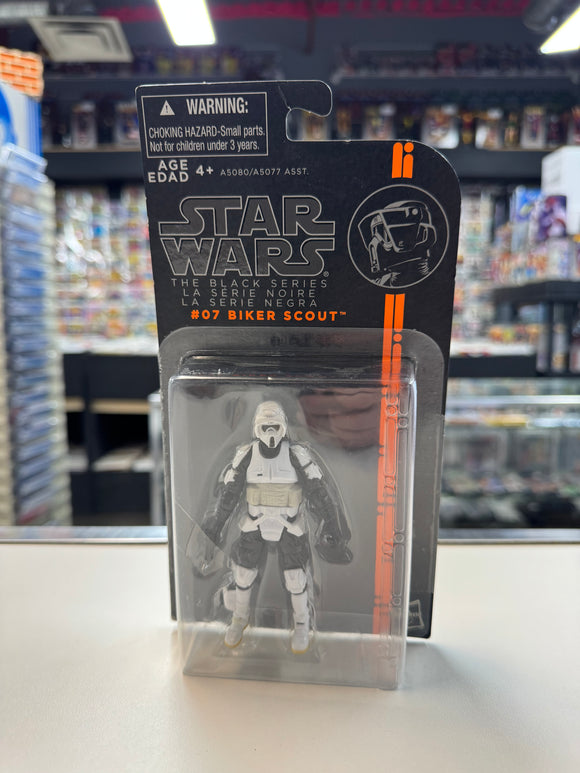 ⚠ WARNING:
CHOKING HAZARD-Small parts.
Not for children under 3 years.
AGE
EDAD 4+ A5080/A5077 ASST.
STAR
WARS®
THE BLACK SERIES
LA SÉRIE NOIRE
LA SERIE NEGRA
#07 BIKER SCOUT™